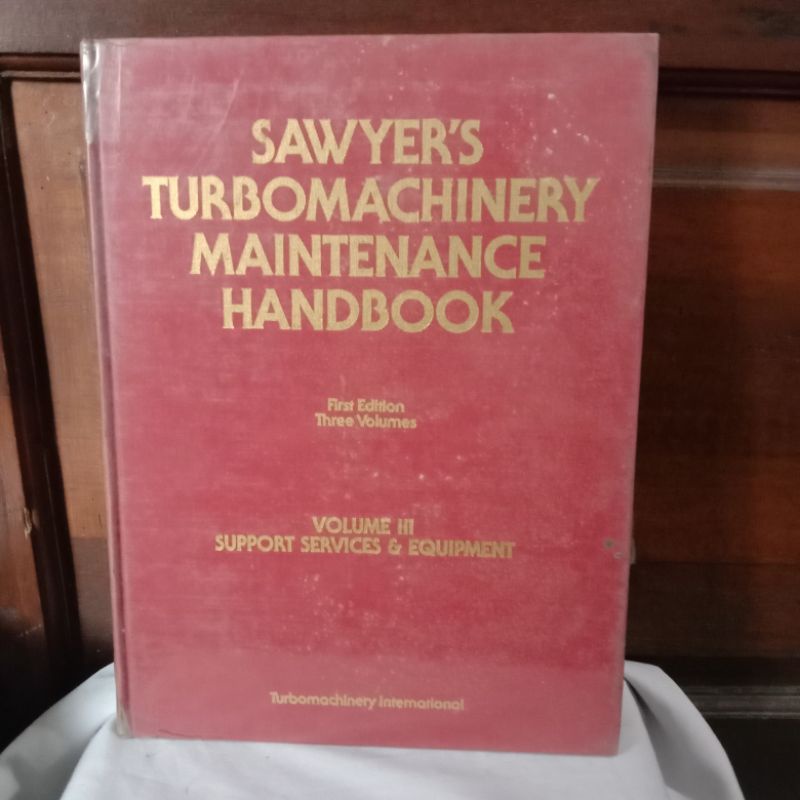 SAWYER'S
TURBOMACHINERY
MAINTENANCE
HANDBOOK
First Edition
Three Volumes
VOLUME III
SUPPORT SERVICES & EQUIPMENT
Turbomachinery International